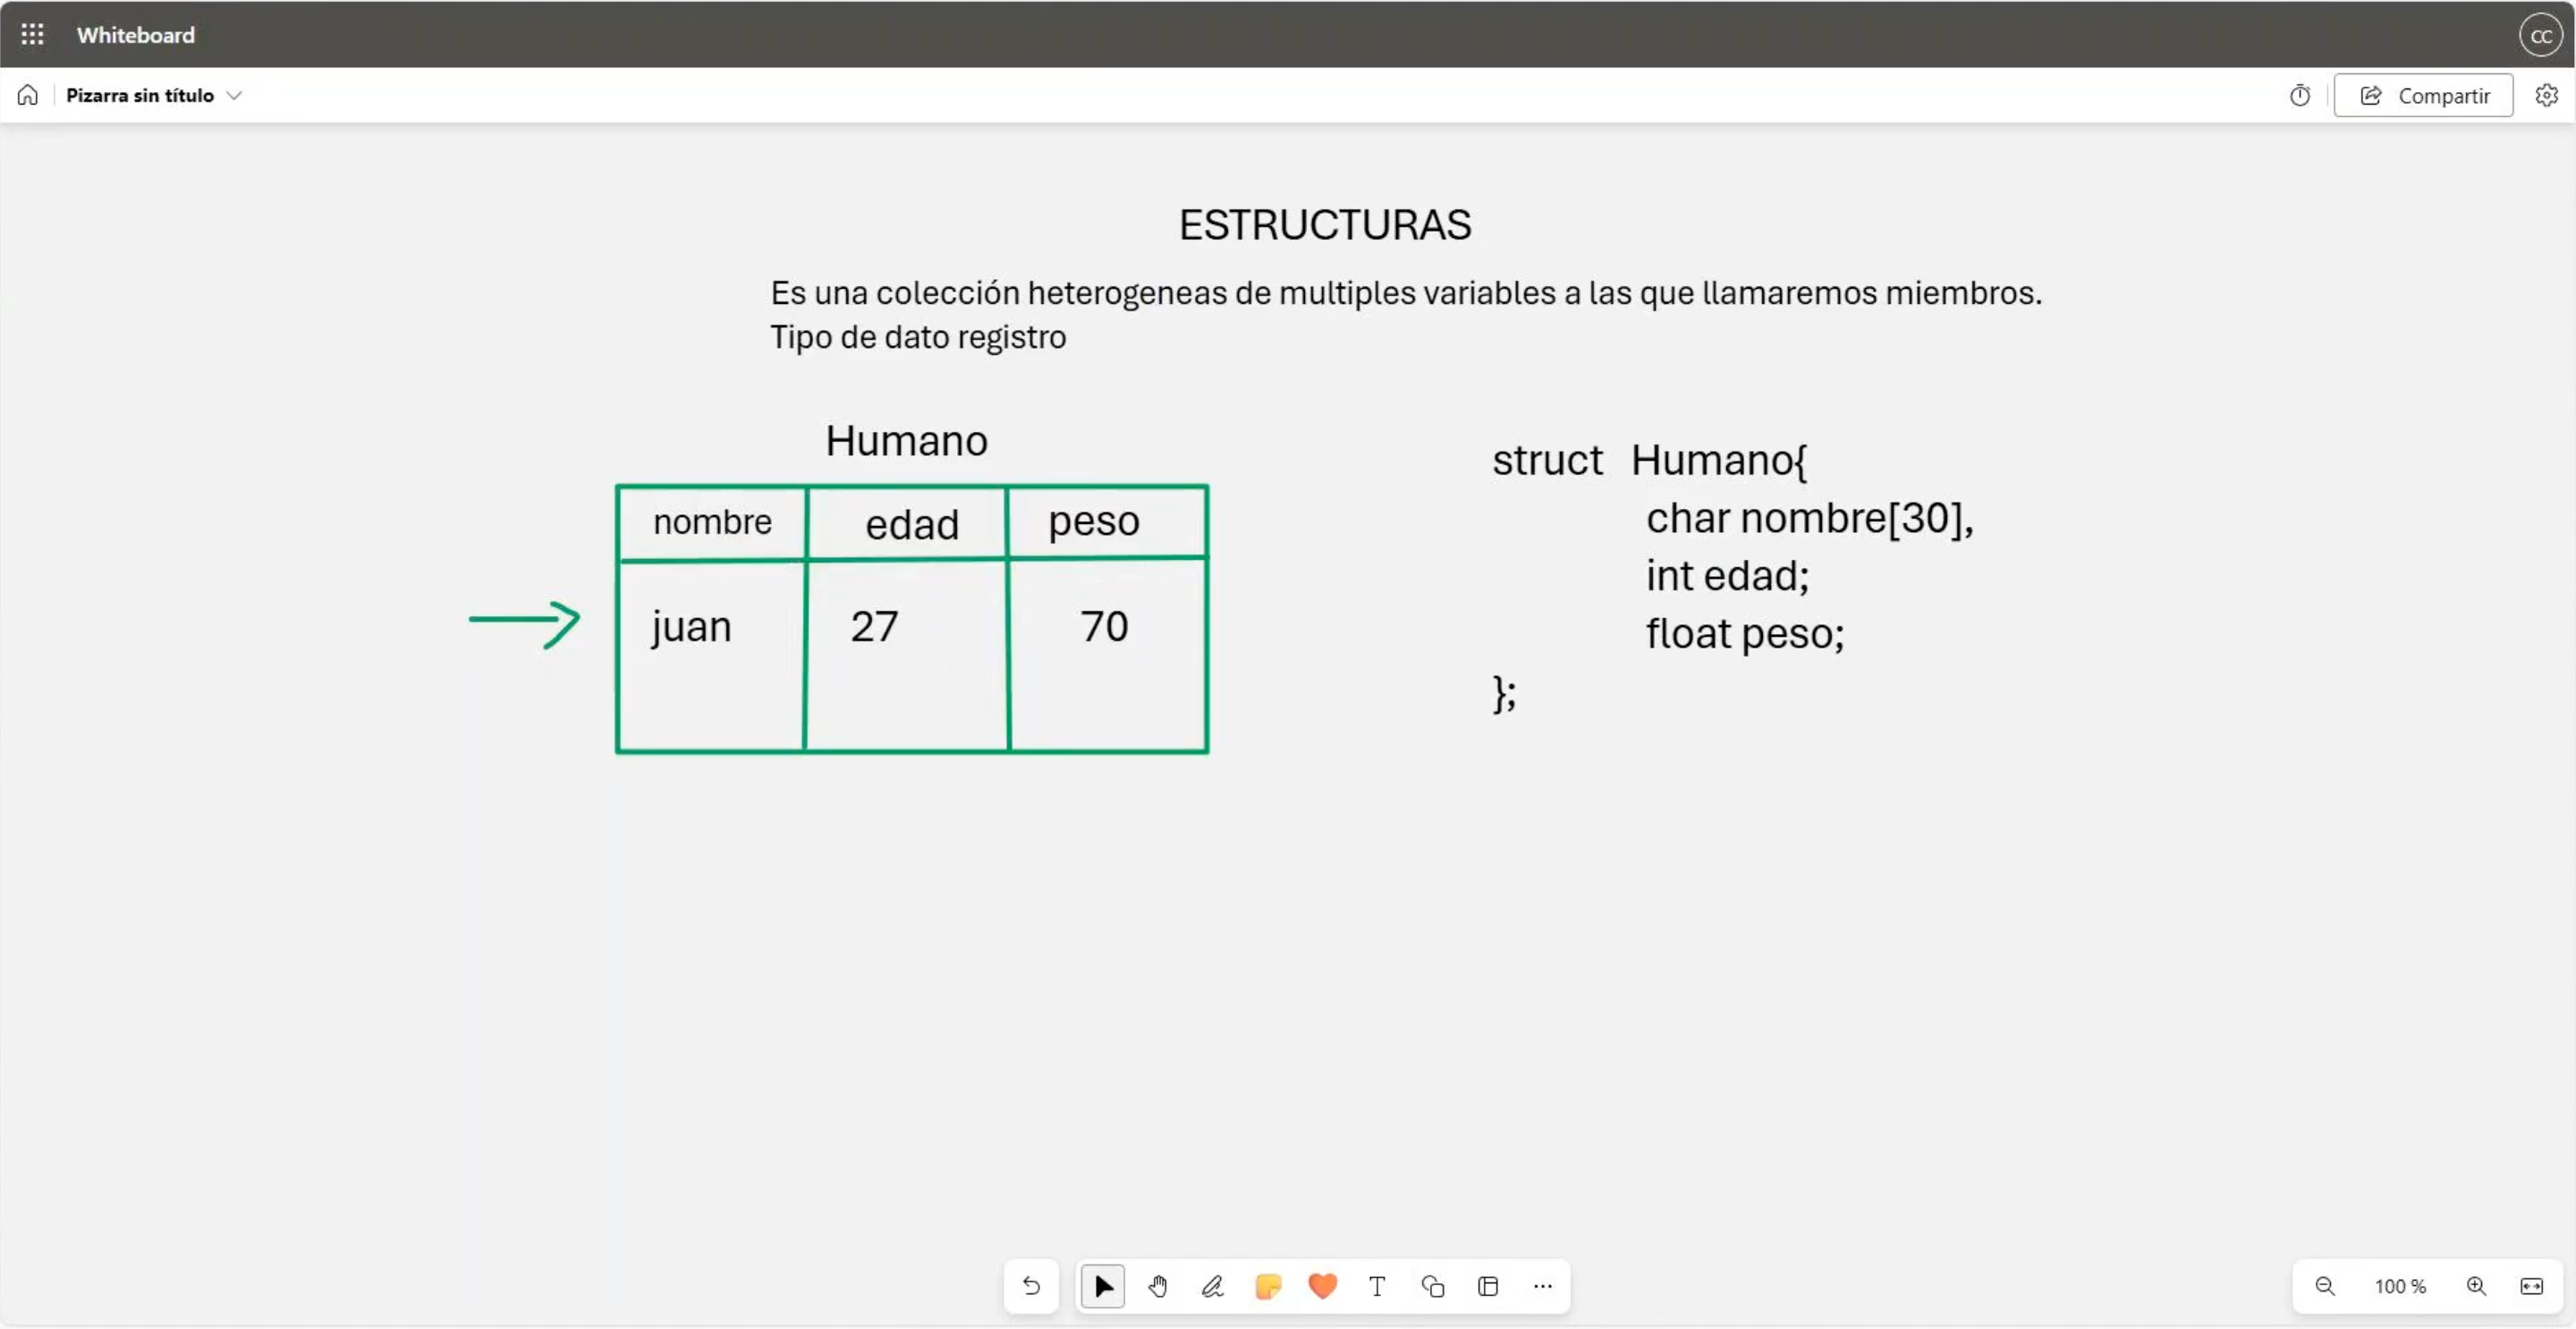 Whiteboard
CC
Pizarra sin título
Compartir
ESTRUCTURAS
Es una colección heterogeneas de multiples variables a las que llamaremos miembros.
Tipo de dato registro
Humano
nombre edad peso
juan 27 70
struct Humano{
char nombre[30],
int edad;
float peso;
};
T
100 %